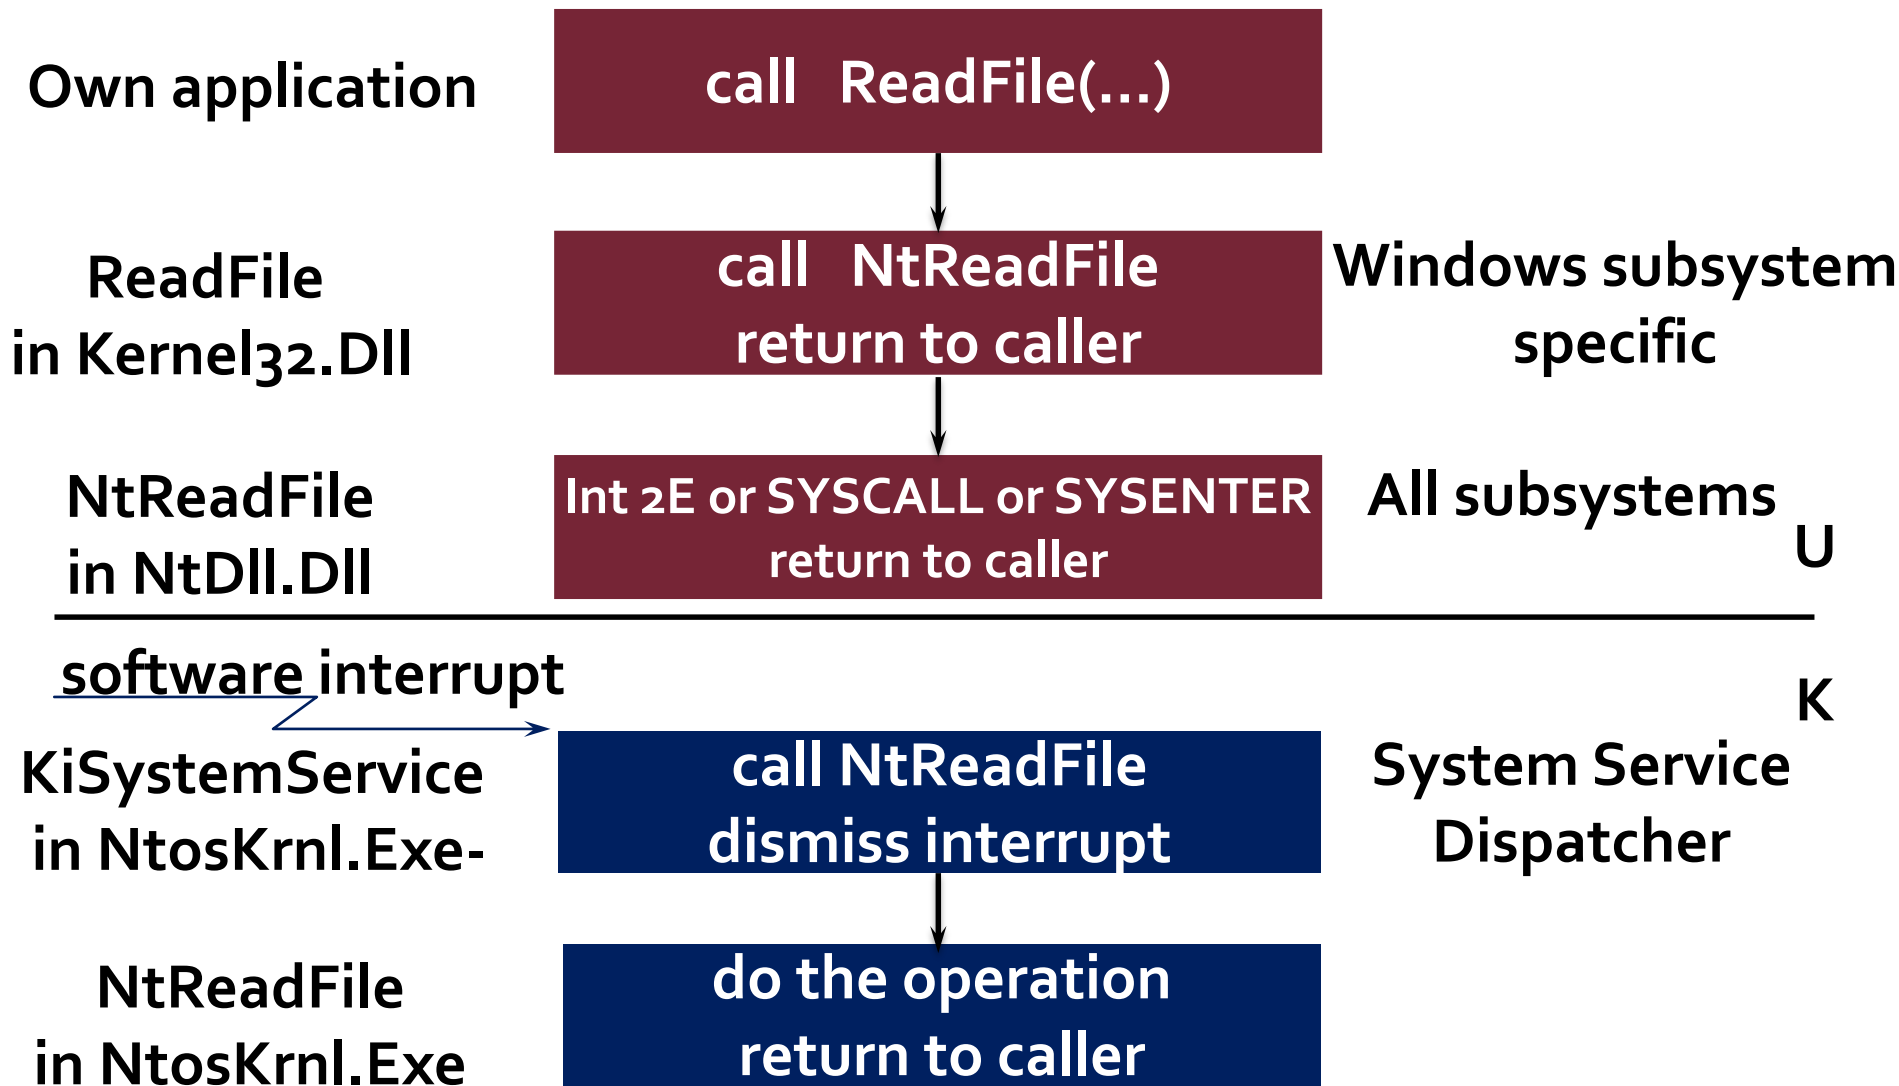 Own application
call ReadFile(...)
ReadFile
in Kernel32.Dll
call NtReadFile
return to caller
Windows subsystem
specific
NtReadFile
in NtDll.Dll
Int 2E or SYSCALL or SYSENTER
return to caller
All subsystems
U
software interrupt
K
KiSystemService
in NtosKrnl.Exe-
call NtReadFile
dismiss interrupt
System Service
Dispatcher
NtReadFile
in NtosKrnl.Exe
do the operation
return to caller